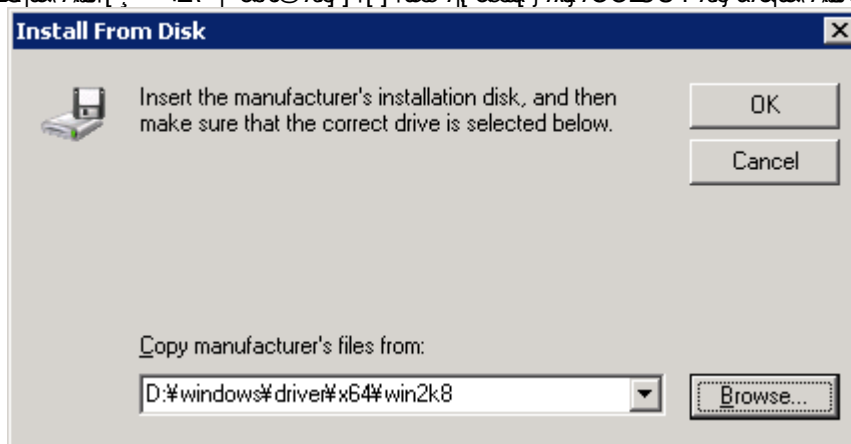 Install From Disk
Insert the manufacturer's installation disk, and then
make sure that the correct drive is selected below.
OK
Cancel
Copy manufacturer's files from:
D:¥windows¥driver¥x64¥win2k8
Browse...